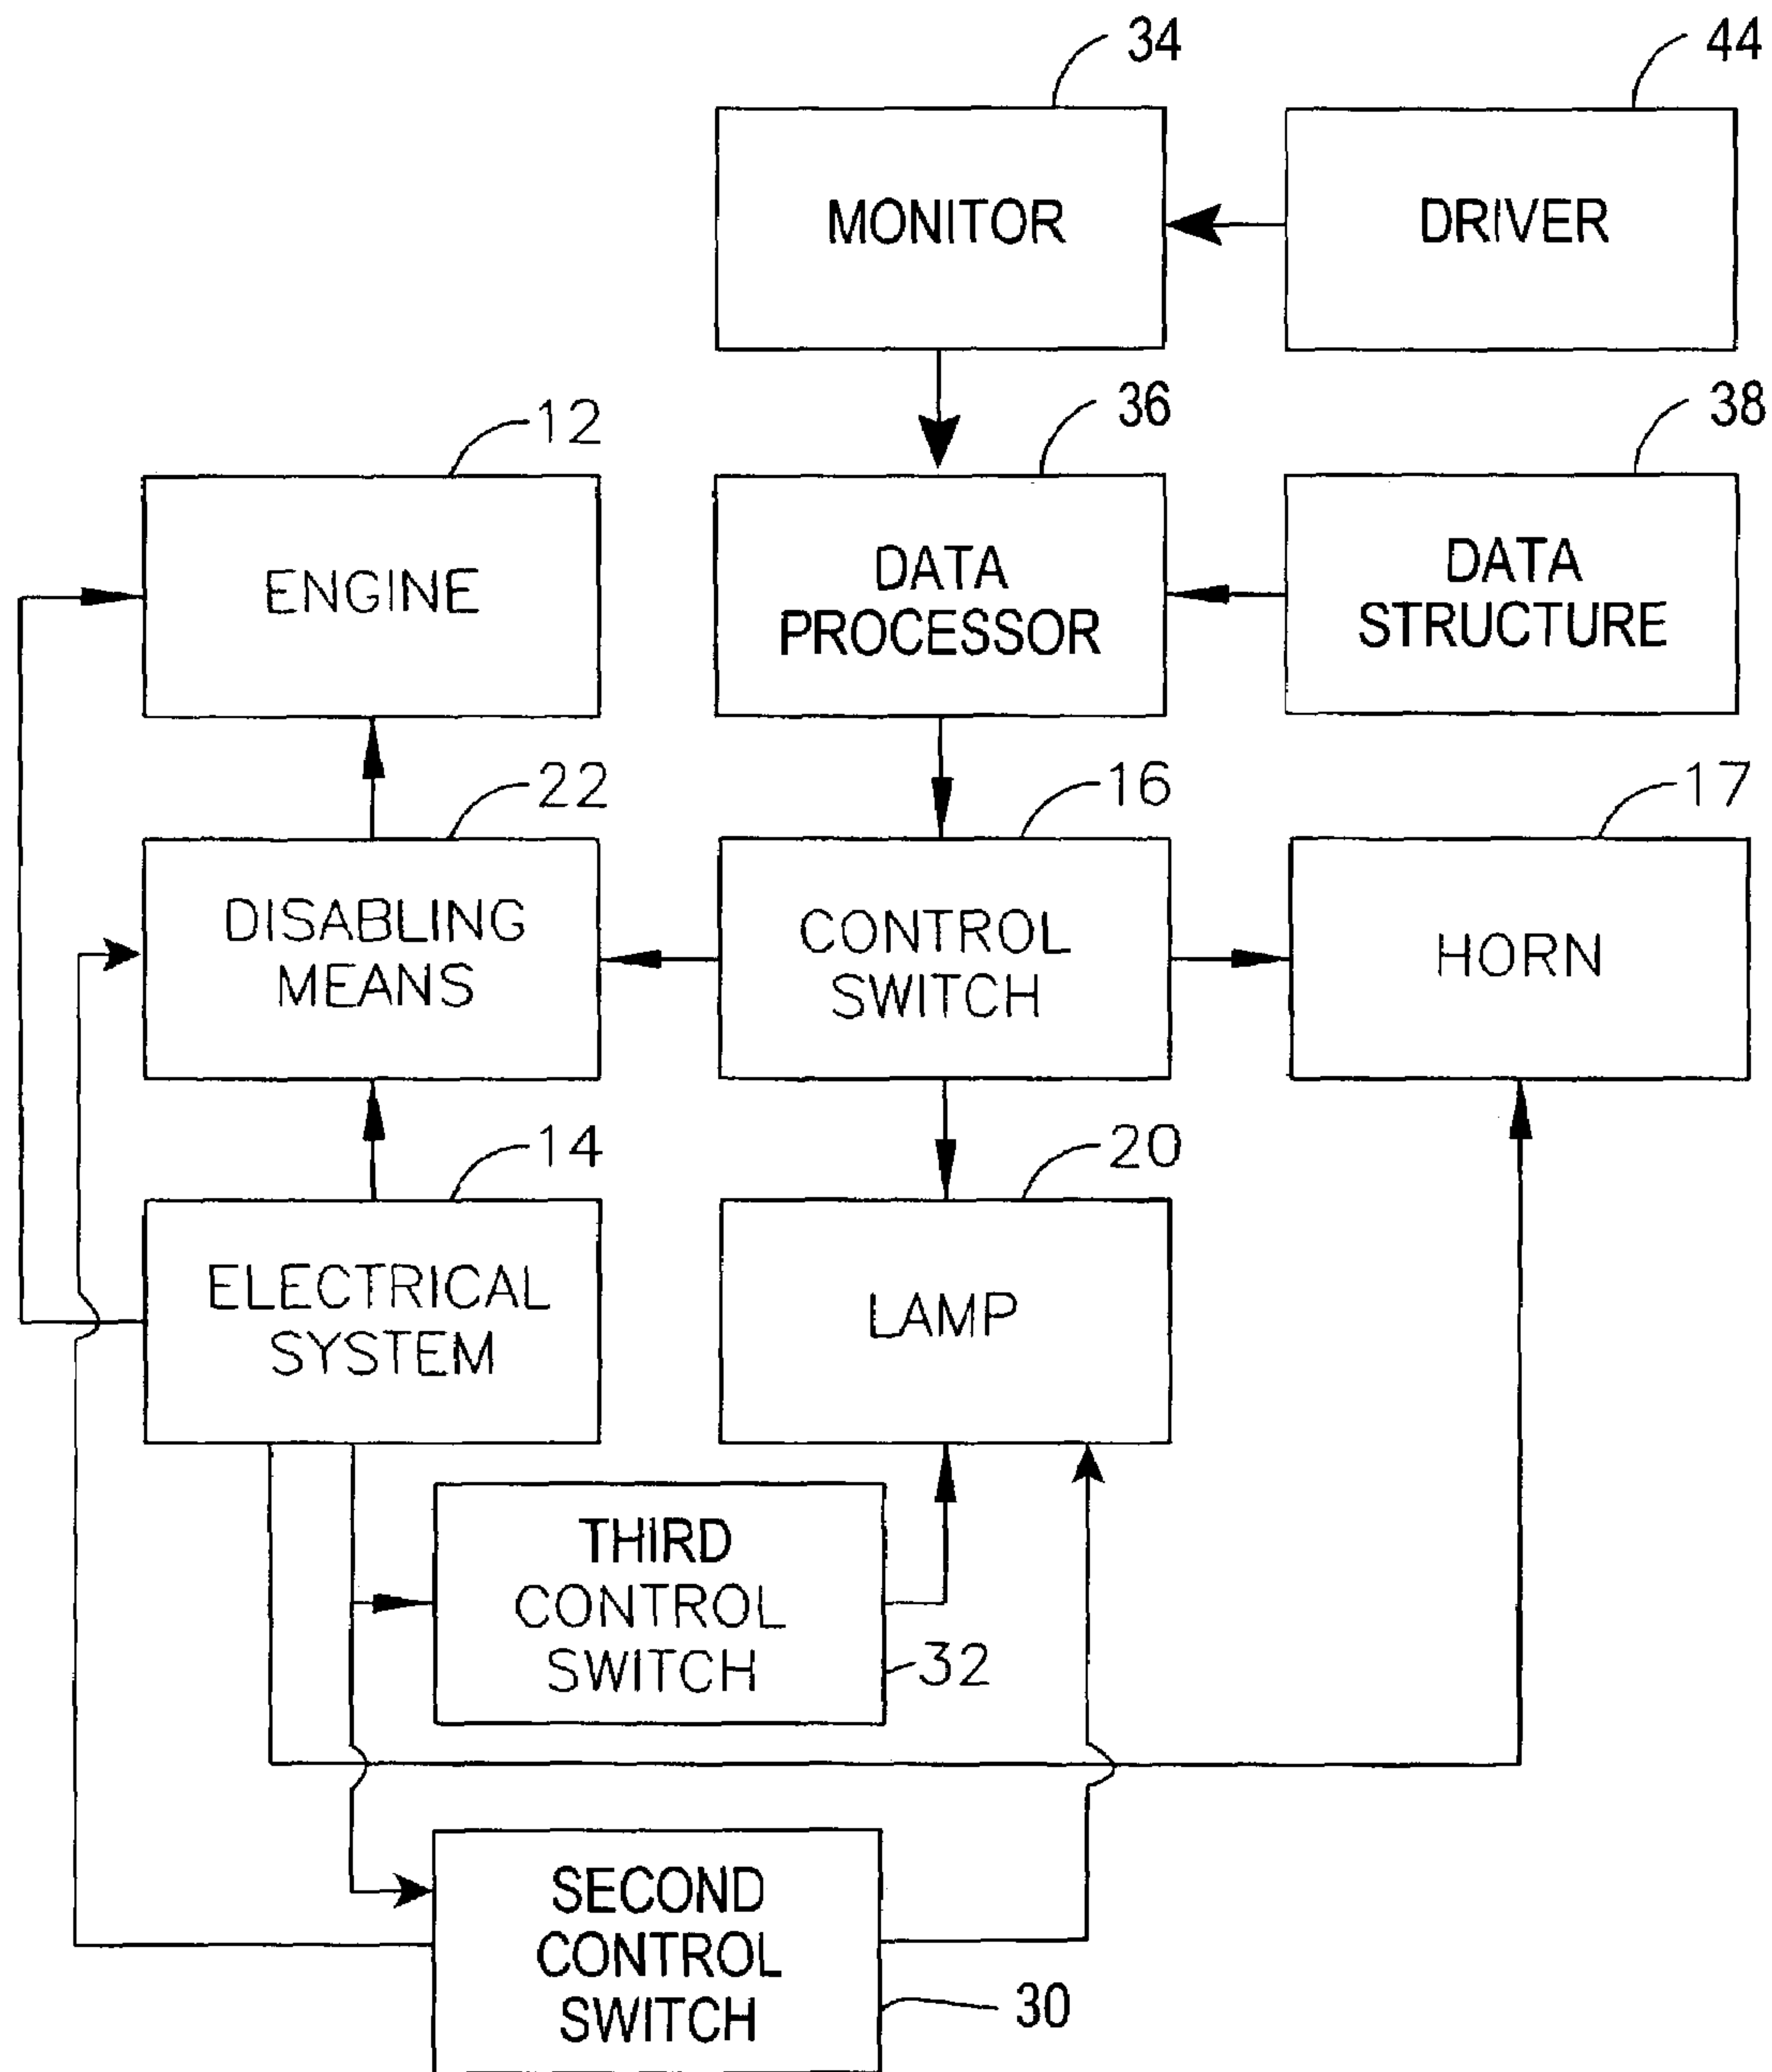 34
44
MONITOR
DRIVER
36
38
12
ENGINE
DATA
PROCESSOR
DATA
STRUCTURE
22
16
17
DISABLING
MEANS
CONTROL
SWITCH
HORN
14
20
ELECTRICAL
SYSTEM
LAMP
THIRD
CONTROL
SWITCH
32
SECOND
CONTROL
SWITCH
30